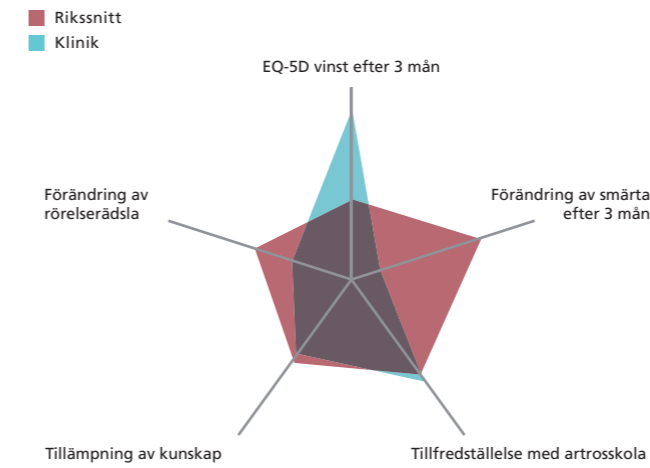 Rikssnitt
Klinik
EQ-5D vinst efter 3 mån
Förändring av
rörelserädsla
Förändring av smärta
efter 3 mån
Tillämpning av kunskap
Tillfredställelse med artrosskola